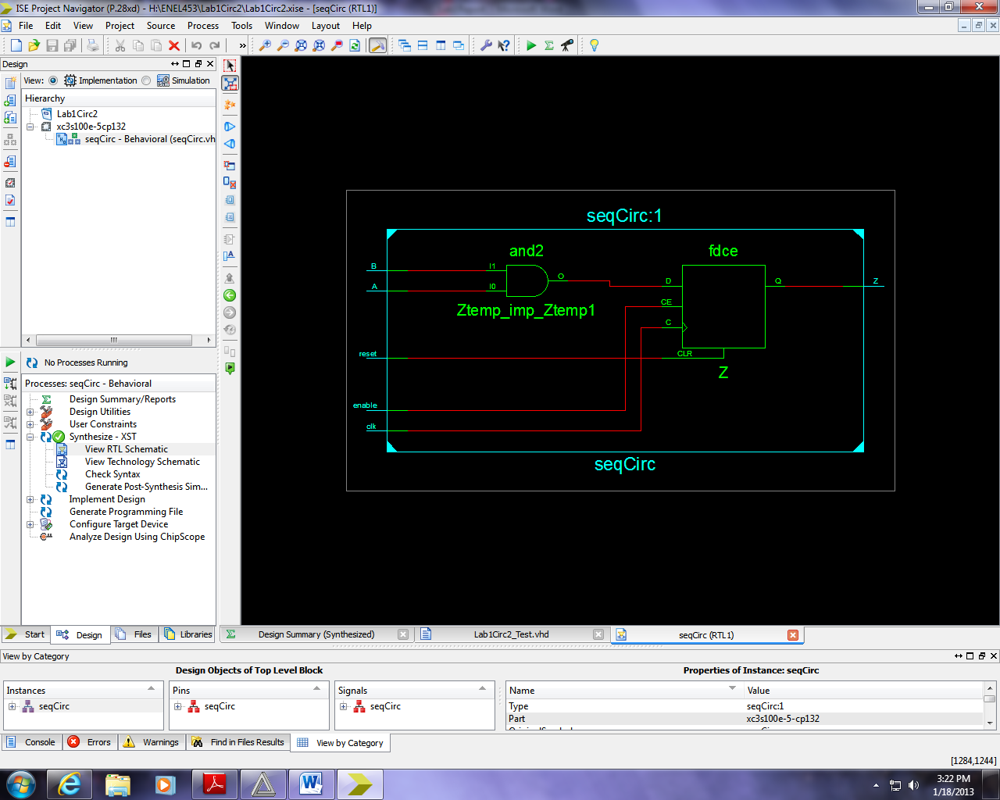 ISE Project Navigator (P.28xd) - H:\ENEL453\Lab1Circ2\Lab1Circ2.xise - [seqCirc (RTL1)]
File Edit View Project Source Process Tools Window Layout Help
Design
View: Implementation Simulation
Hierarchy
Lab1Circ2
xc3s100e-5cp132
seqCirc - Behavioral (seqCirc.vh
No Processes Running
Processes: seqCirc - Behavioral
Design Summary/Reports
Design Utilities
User Constraints
Synthesize - XST
View RTL Schematic
View Technology Schematic
Check Syntax
Generate Post-Synthesis Sim...
Implement Design
Generate Programming File
Configure Target Device
Analyze Design Using ChipScope
Start Design Files Libraries
seqCirc:1
and2 fdce
B I1
A I0 O D Q Z
CE
Ztemp_imp_Ztemp1
C
reset CLR
Z
enable
clk
seqCirc
Design Summary (Synthesized) Lab1Circ2_Test.vhd seqCirc (RTL1)
View by Category
Design Objects of Top Level Block Properties of Instance: seqCirc
Instances Pins Signals Name Value
seqCirc seqCirc seqCirc Type seqCirc:1
Part xc3s100e-5-cp132
Console Errors Warnings Find in Files Results View by Category
[1284,1244]
3:22 PM
1/18/2013